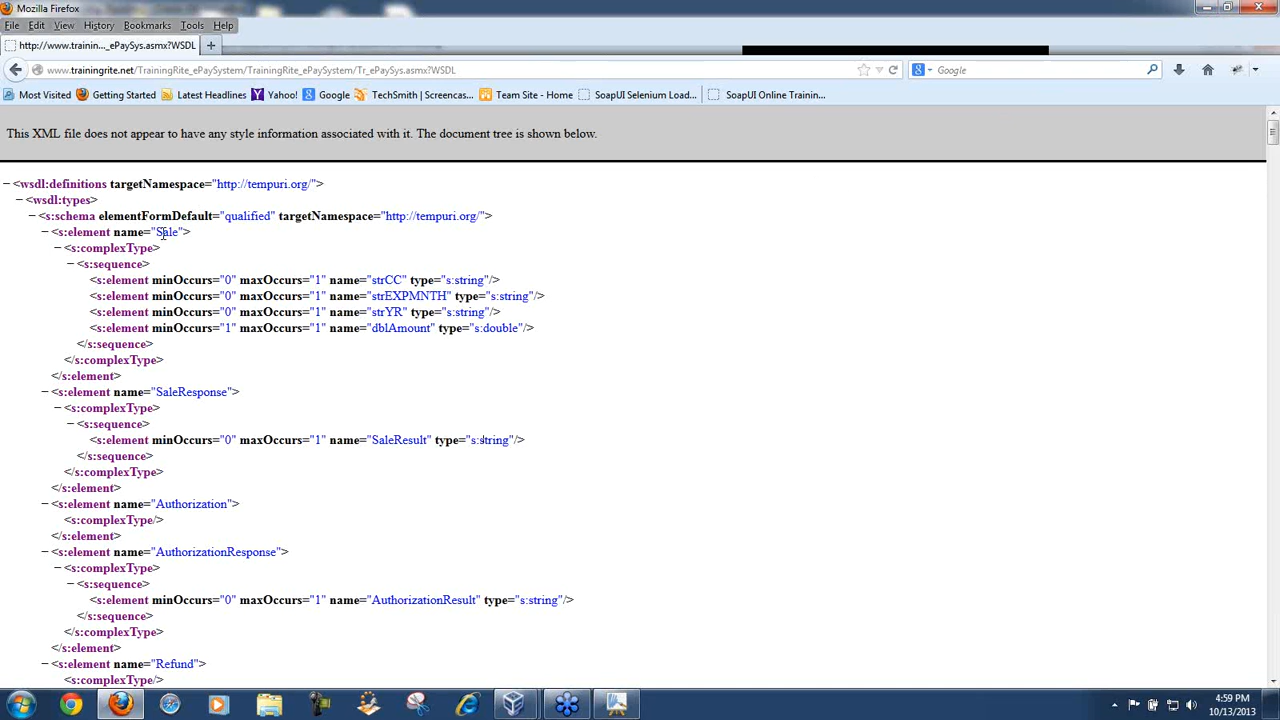 Mozilla Firefox
File Edit View History Bookmarks Tools Help
http://www.trainin..._ePaySys.asmx?WSDL
www.trainingrite.net/TrainingRite_ePaySystem/TrainingRite_ePaySystem/Tr_ePaySys.asmx?WSDL Google
Most Visited Getting Started Latest Headlines Yahoo! Google TechSmith | Screencas... Team Site - Home SoapUI Selenium Load... SoapUI Online Trainin...
This XML file does not appear to have any style information associated with it. The document tree is shown below.
− <wsdl:definitions targetNamespace="http://tempuri.org/">
− <wsdl:types>
− <s:schema elementFormDefault="qualified" targetNamespace="http://tempuri.org/">
− <s:element name="Sale">
− <s:complexType>
− <s:sequence>
<s:element minOccurs="0" maxOccurs="1" name="strCC" type="s:string"/>
<s:element minOccurs="0" maxOccurs="1" name="strEXPMNTH" type="s:string"/>
<s:element minOccurs="0" maxOccurs="1" name="strYR" type="s:string"/>
<s:element minOccurs="1" maxOccurs="1" name="dblAmount" type="s:double"/>
</s:sequence>
</s:complexType>
</s:element>
− <s:element name="SaleResponse">
− <s:complexType>
− <s:sequence>
<s:element minOccurs="0" maxOccurs="1" name="SaleResult" type="s:string"/>
</s:sequence>
</s:complexType>
</s:element>
− <s:element name="Authorization">
<s:complexType/>
</s:element>
− <s:element name="AuthorizationResponse">
− <s:complexType>
− <s:sequence>
<s:element minOccurs="0" maxOccurs="1" name="AuthorizationResult" type="s:string"/>
</s:sequence>
</s:complexType>
</s:element>
− <s:element name="Refund">
<s:complexType/>
4:59 PM
10/13/2013